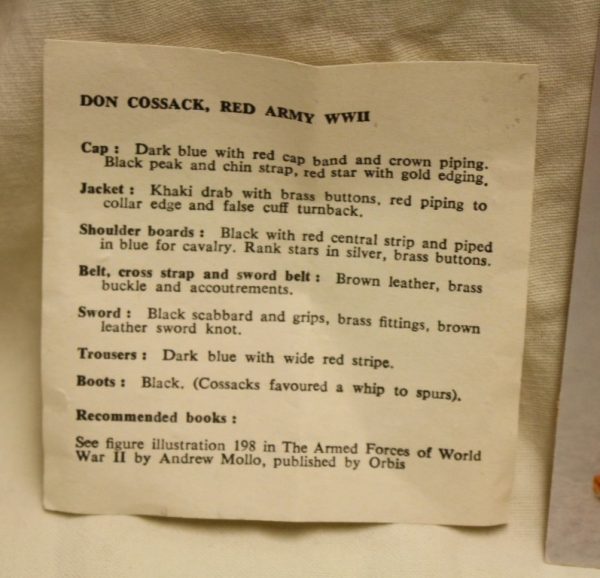 DON COSSACK, RED ARMY WWII
Cap : Dark blue with red cap band and crown piping.
Black peak and chin strap, red star with gold edging.
Jacket : Khaki drab with brass buttons, red piping to
collar edge and false cuff turnback.
Shoulder boards : Black with red central strip and piped
in blue for cavalry. Rank stars in silver, brass buttons.
Belt, cross strap and sword belt : Brown leather, brass
buckle and accoutrements.
Sword : Black scabbard and grips, brass fittings, brown
leather sword knot.
Trousers : Dark blue with wide red stripe.
Boots : Black. (Cossacks favoured a whip to spurs).
Recommended books :
See figure illustration 198 in The Armed Forces of World
War II by Andrew Mollo, published by Orbis